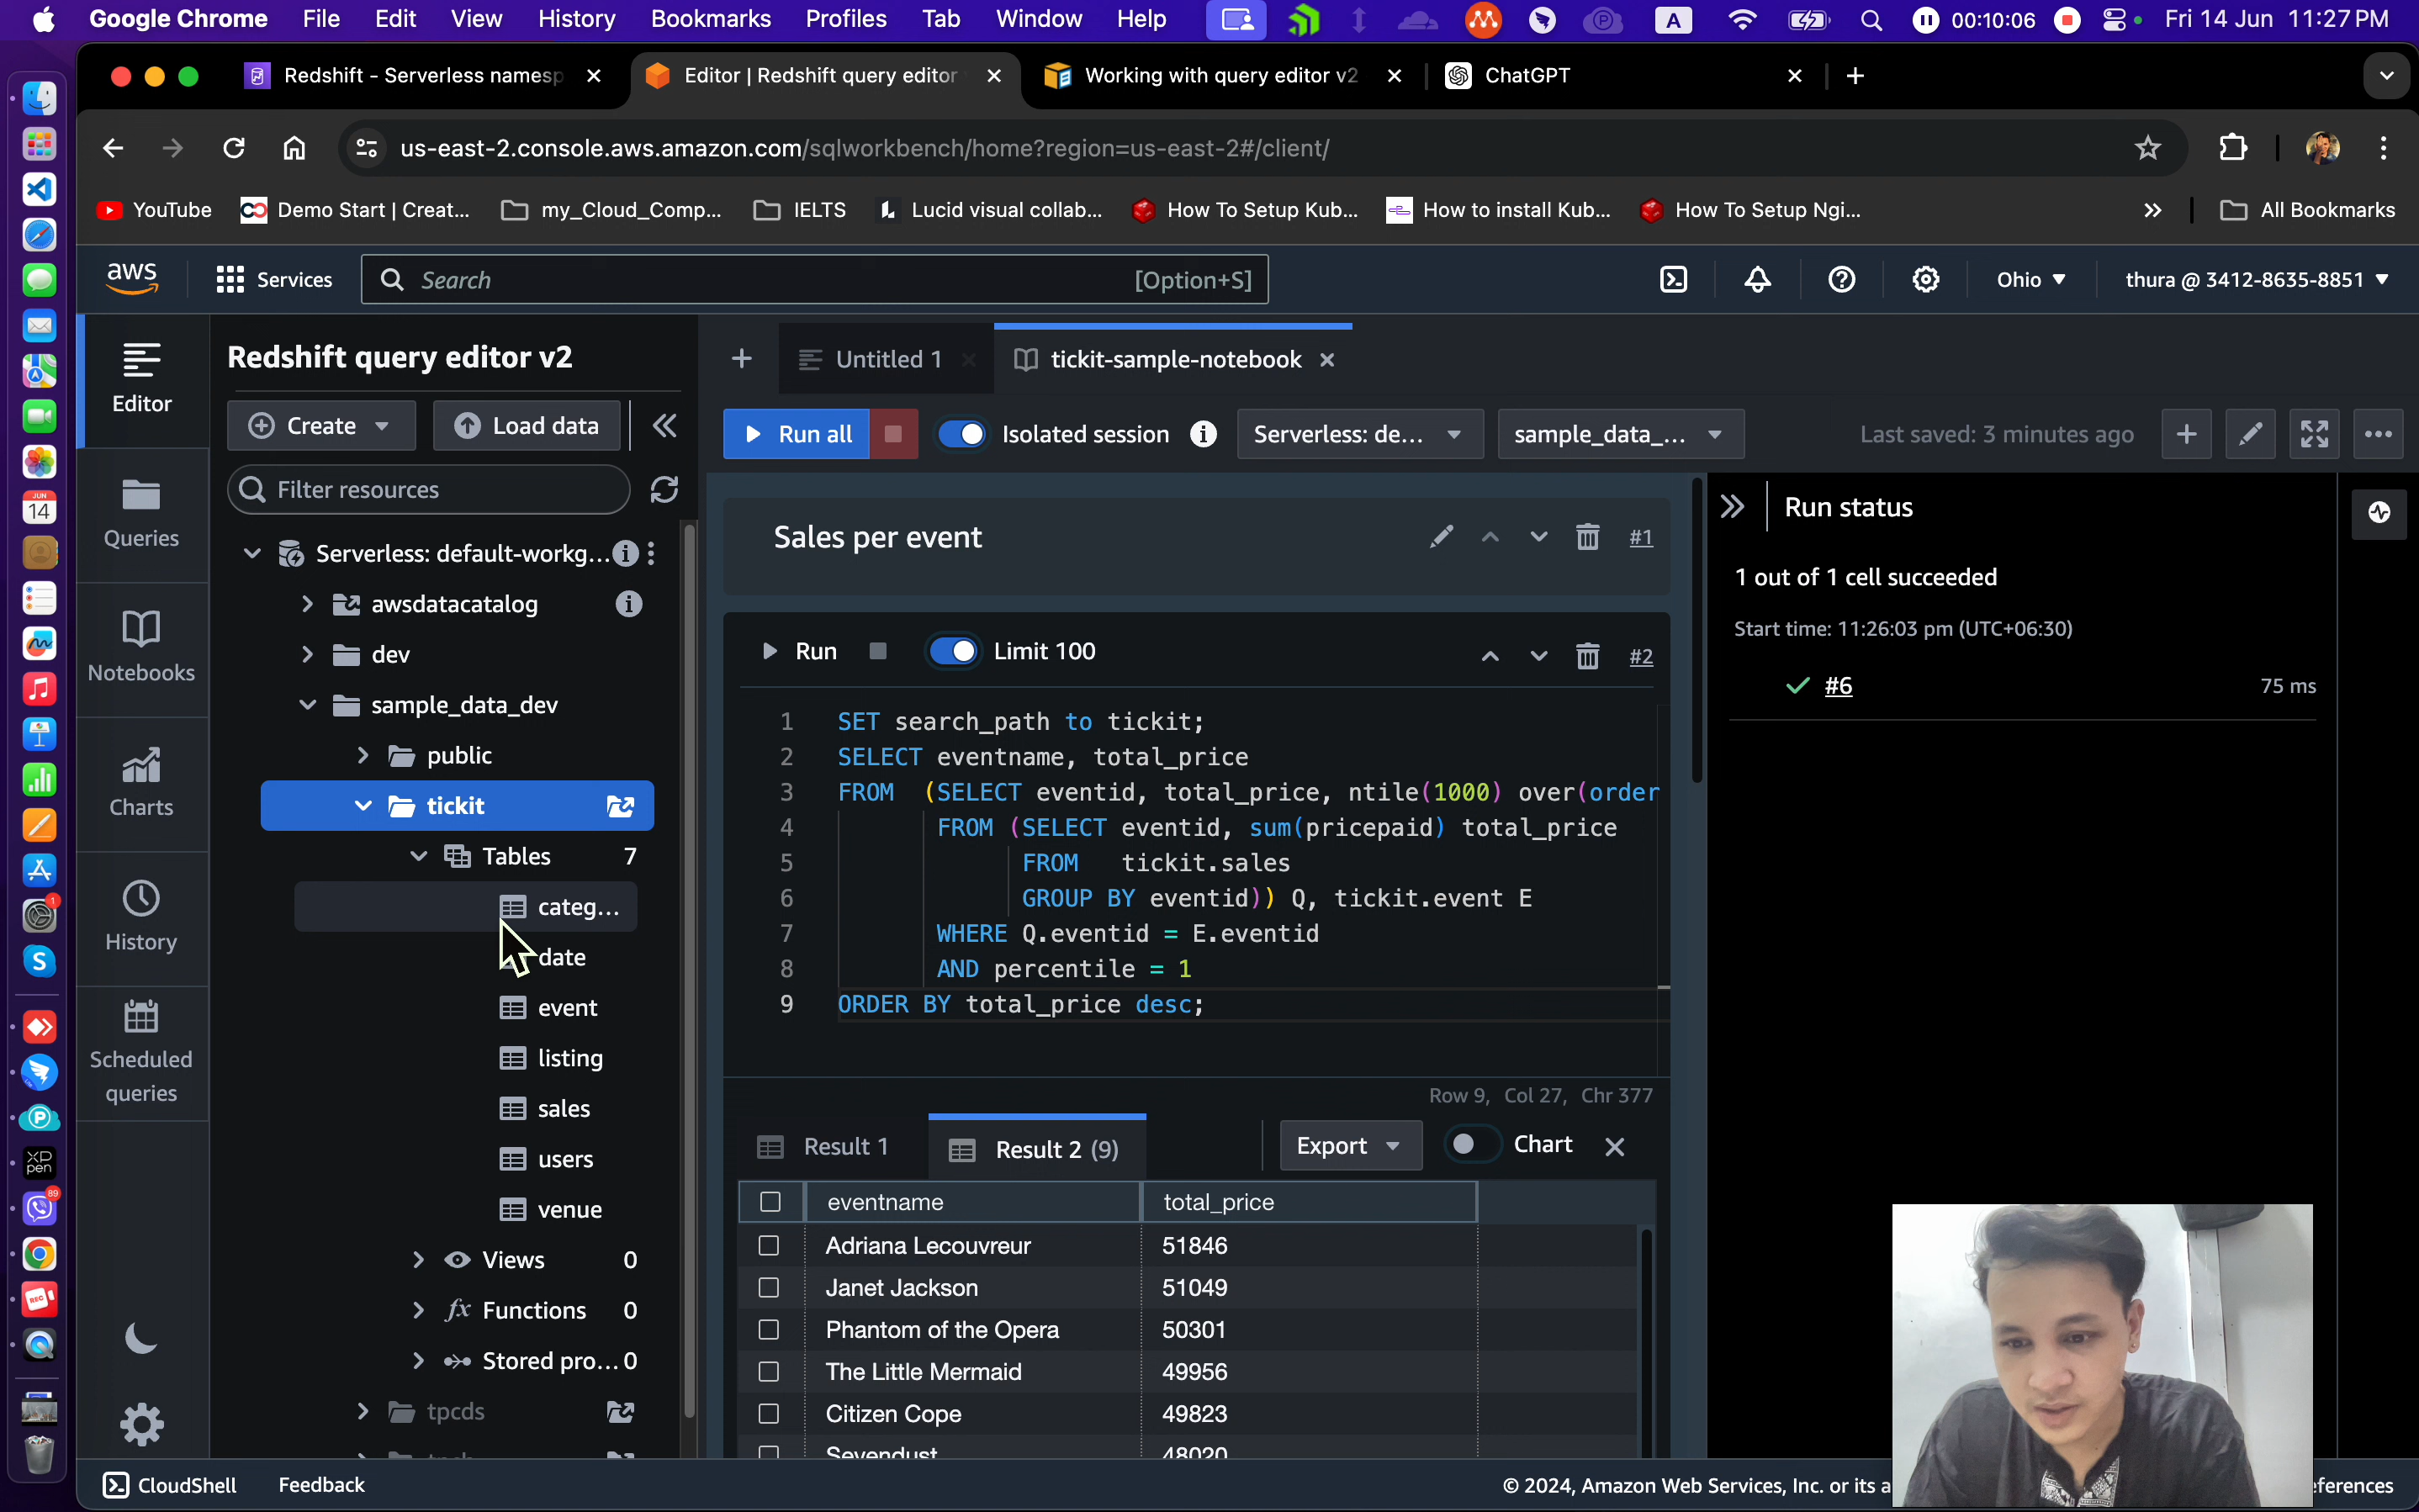 Google Chrome File Edit View History Bookmarks Profiles Tab Window Help A 00:10:06 Fri 14 Jun 11:27 PM
Redshift - Serverless namesp
Editor | Redshift query editor
Working with query editor v2
ChatGPT
us-east-2.console.aws.amazon.com/sqlworkbench/home?region=us-east-2#/client/
YouTube
Demo Start | Creat...
my_Cloud_Comp...
IELTS
Lucid visual collab...
How To Setup Kub...
How to install Kub...
How To Setup Ngi...
All Bookmarks
aws
Services
Search
[Option+S]
Ohio
thura @ 3412-8635-8851
Editor
Queries
Notebooks
Charts
History
Scheduled
queries
Redshift query editor v2
Create
Load data
Filter resources
Serverless: default-workg...
awsdatacatalog
dev
sample_data_dev
public
tickit
Tables 7
categ...
date
event
listing
sales
users
venue
Views 0
Functions 0
Stored pro... 0
tpcds
Untitled 1
tickit-sample-notebook
Run all
Isolated session
Serverless: de...
sample_data_...
Last saved: 3 minutes ago
Sales per event
#1
Run
Limit 100
#2
1 SET search_path to tickit;
2 SELECT eventname, total_price
3 FROM (SELECT eventid, total_price, ntile(1000) over(order
4 FROM (SELECT eventid, sum(pricepaid) total_price
5 FROM tickit.sales
6 GROUP BY eventid)) Q, tickit.event E
7 WHERE Q.eventid = E.eventid
8 AND percentile = 1
9 ORDER BY total_price desc;
Row 9, Col 27, Chr 377
Result 1
Result 2 (9)
Export
Chart
eventname total_price
Adriana Lecouvreur 51846
Janet Jackson 51049
Phantom of the Opera 50301
The Little Mermaid 49956
Citizen Cope 49823
Sevendust 48020
Run status
1 out of 1 cell succeeded
Start time: 11:26:03 pm (UTC+06:30)
#6 75 ms
CloudShell
Feedback
© 2024, Amazon Web Services, Inc. or its a
ferences
JUN
14
1
XP
pen
89
REC